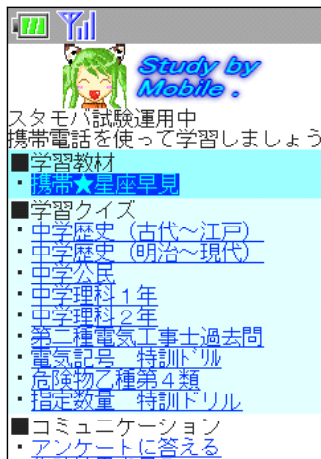 Study by
Mobile .
スタモバ試験運用中
携帯電話を使って学習しましょう
■学習教材
・携帯★星座早見
■学習クイズ
・中学歴史（古代～江戸）
・中学歴史（明治～現代）
・中学公民
・中学理科１年
・中学理科２年
・第二種電気工事士過去問
・電気記号　特訓ﾄﾞﾘﾙ
・危険物乙種第４類
・指定数量　特訓ドリル
■コミュニケーション
・アンケートに答える